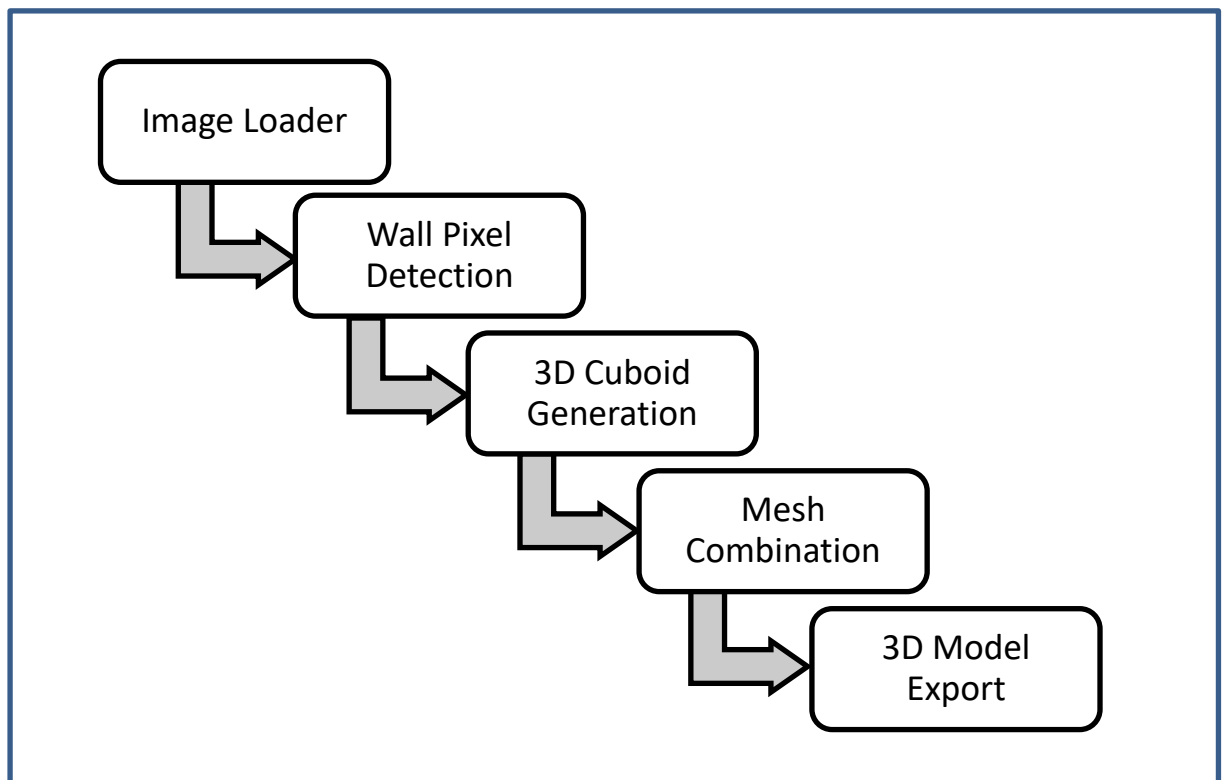 Image Loader
Wall Pixel
Detection
3D Cuboid
Generation
Mesh
Combination
3D Model
Export